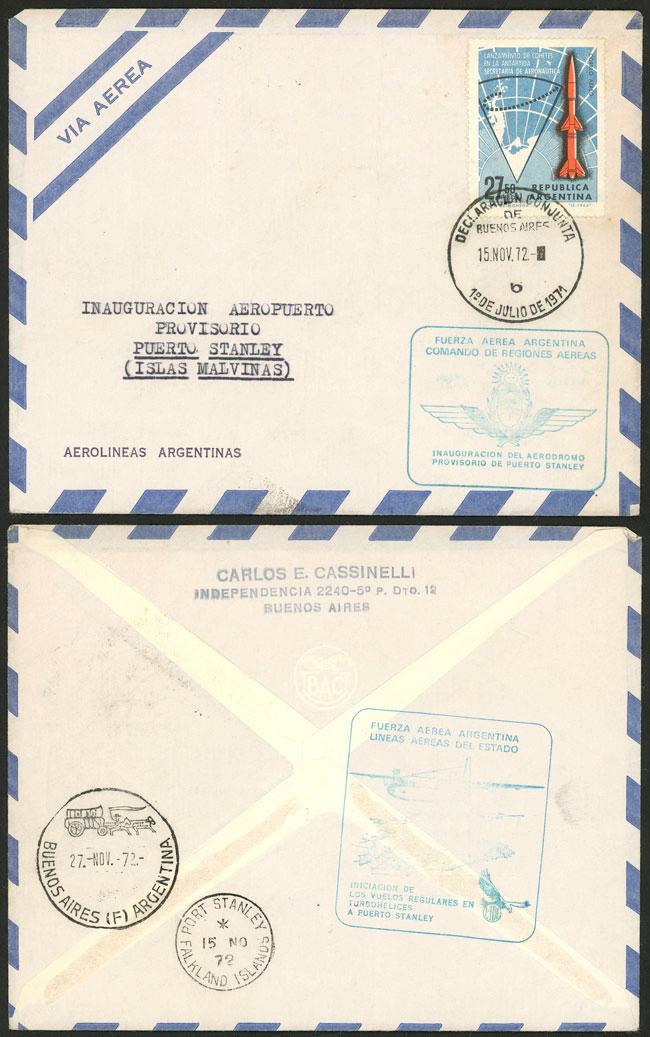 VIA AEREA
LANZAMIENTO DE COHETES
EN LA ANTARTIDA
SECRETARIA DE AERONAUTICA
27.50
REPUBLICA
ARGENTINA
DECLARACION CONJUNTA
DE
BUENOS AIRES
15.NOV.72.-
6
1º DE JULIO DE 1971
INAUGURACION AEROPUERTO
PROVISORIO
PUERTO STANLEY
(ISLAS MALVINAS)
FUERZA AEREA ARGENTINA
COMANDO DE REGIONES AEREAS
INAUGURACION DEL AERODROMO
PROVISORIO DE PUERTO STANLEY
AEROLINEAS ARGENTINAS
CARLOS E. CASSINELLI
INDEPENDENCIA 2240-5º P. DTO. 12
BUENOS AIRES
BAC
FUERZA AEREA ARGENTINA
LINEAS AEREAS DEL ESTADO
INICIACION DE
LOS VUELOS REGULARES EN
TURBOHELICES
A PUERTO STANLEY
27.-NOV.-72.-
BUENOS AIRES (F) ARGENTINA
PORT STANLEY
*
15 NO
72
FALKLAND ISLANDS